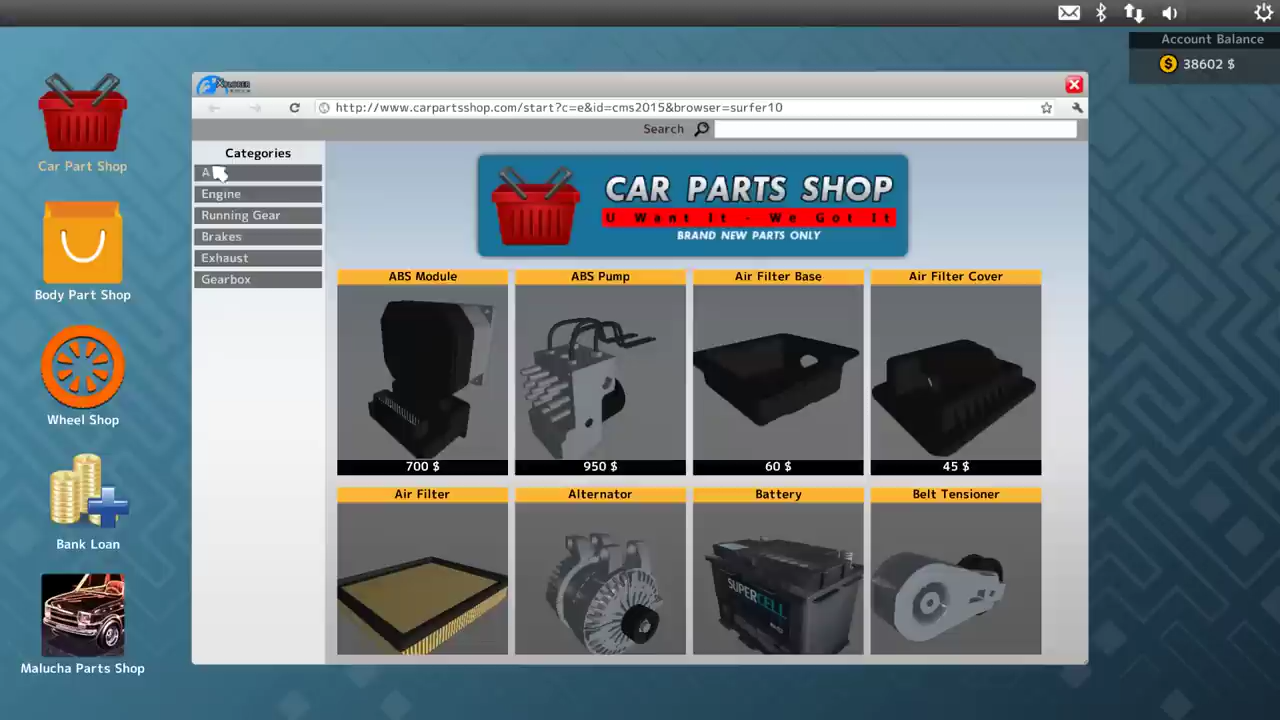 Account Balance
38602 $
http://www.carpartsshop.com/start?c=e&id=cms2015&browser=surfer10
Search
Categories
Engine
Running Gear
Brakes
Exhaust
Gearbox
Car Part Shop
Body Part Shop
Wheel Shop
Bank Loan
Malucha Parts Shop
CAR PARTS SHOP
U Want It - We Got It
BRAND NEW PARTS ONLY
ABS Module
ABS Pump
Air Filter Base
Air Filter Cover
700 $
950 $
60 $
45 $
Air Filter
Alternator
Battery
Belt Tensioner
SUPERCELL